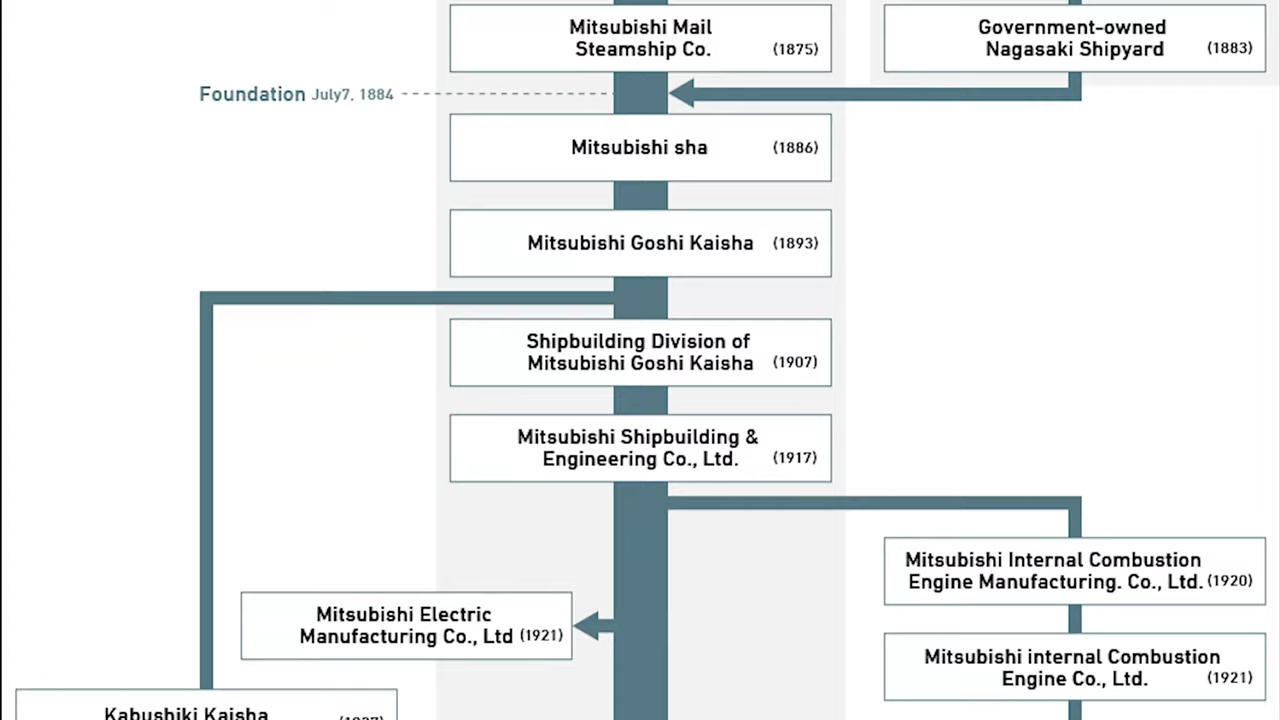 Mitsubishi Mail
Steamship Co. (1875)
Government-owned
Nagasaki Shipyard (1883)
Foundation July7, 1884
Mitsubishi sha (1886)
Mitsubishi Goshi Kaisha (1893)
Shipbuilding Division of
Mitsubishi Goshi Kaisha (1907)
Mitsubishi Shipbuilding &
Engineering Co., Ltd. (1917)
Mitsubishi Internal Combustion
Engine Manufacturing. Co., Ltd. (1920)
Mitsubishi Electric
Manufacturing Co., Ltd (1921)
Mitsubishi internal Combustion
Engine Co., Ltd. (1921)
Kabushiki Kaisha